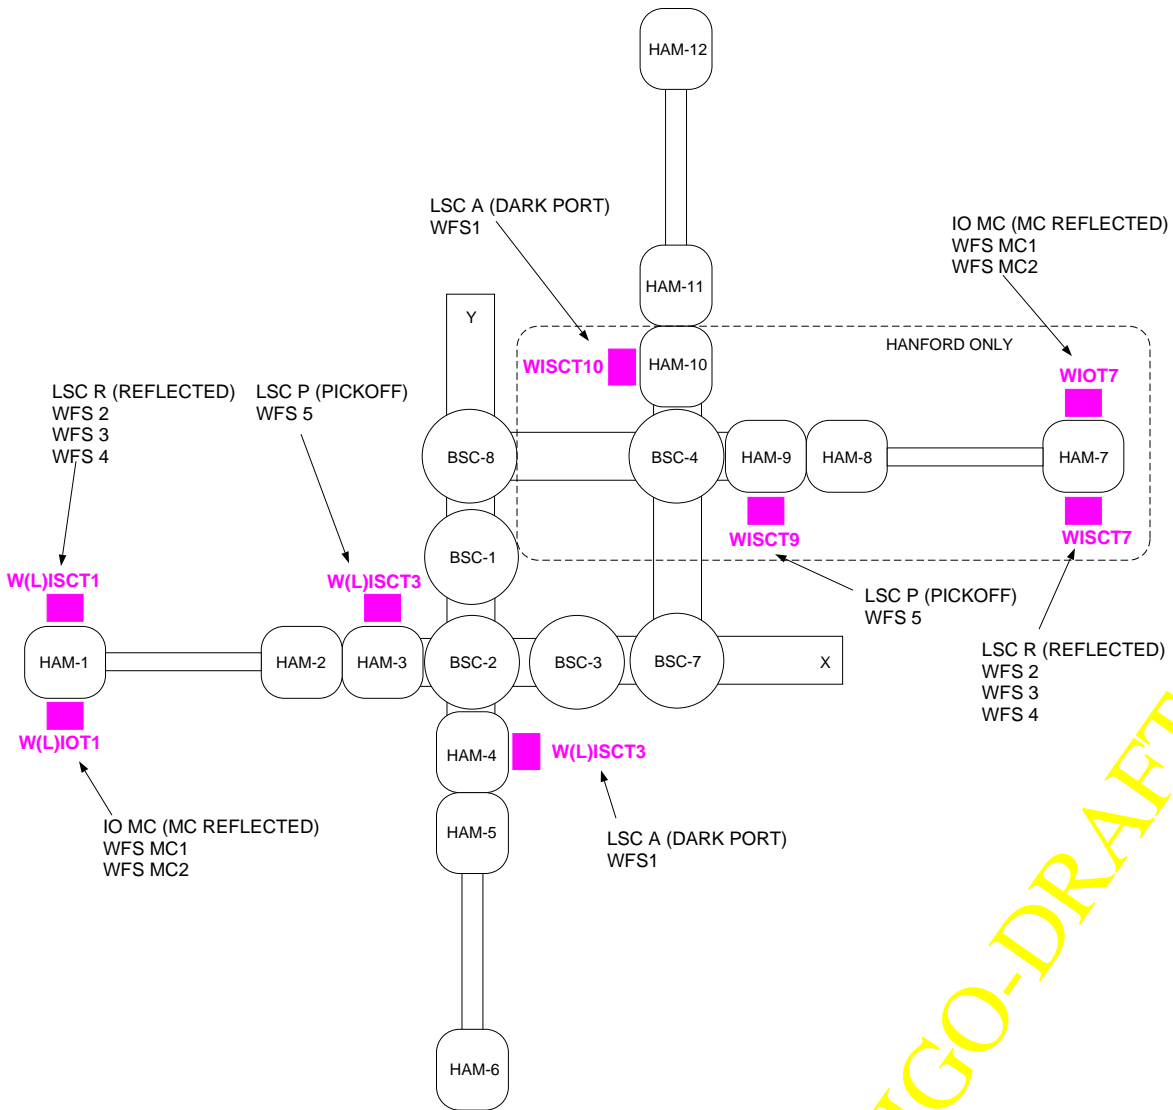 HAM-12
LSC A (DARK PORT)
WFS1
IO MC (MC REFLECTED)
WFS MC1
WFS MC2
HAM-11
Y
HANFORD ONLY
WISCT10
HAM-10
WIOT7
LSC R (REFLECTED)
WFS 2
WFS 3
WFS 4
LSC P (PICKOFF)
WFS 5
BSC-8
BSC-4
HAM-9
HAM-8
HAM-7
WISCT9
WISCT7
BSC-1
W(L)ISCT1
W(L)ISCT3
LSC P (PICKOFF)
WFS 5
HAM-1
HAM-2
HAM-3
BSC-2
BSC-3
BSC-7
X
LSC R (REFLECTED)
WFS 2
WFS 3
WFS 4
W(L)IOT1
HAM-4
W(L)ISCT3
IO MC (MC REFLECTED)
WFS MC1
WFS MC2
HAM-5
LSC A (DARK PORT)
WFS1
HAM-6
IGO-DRAFT